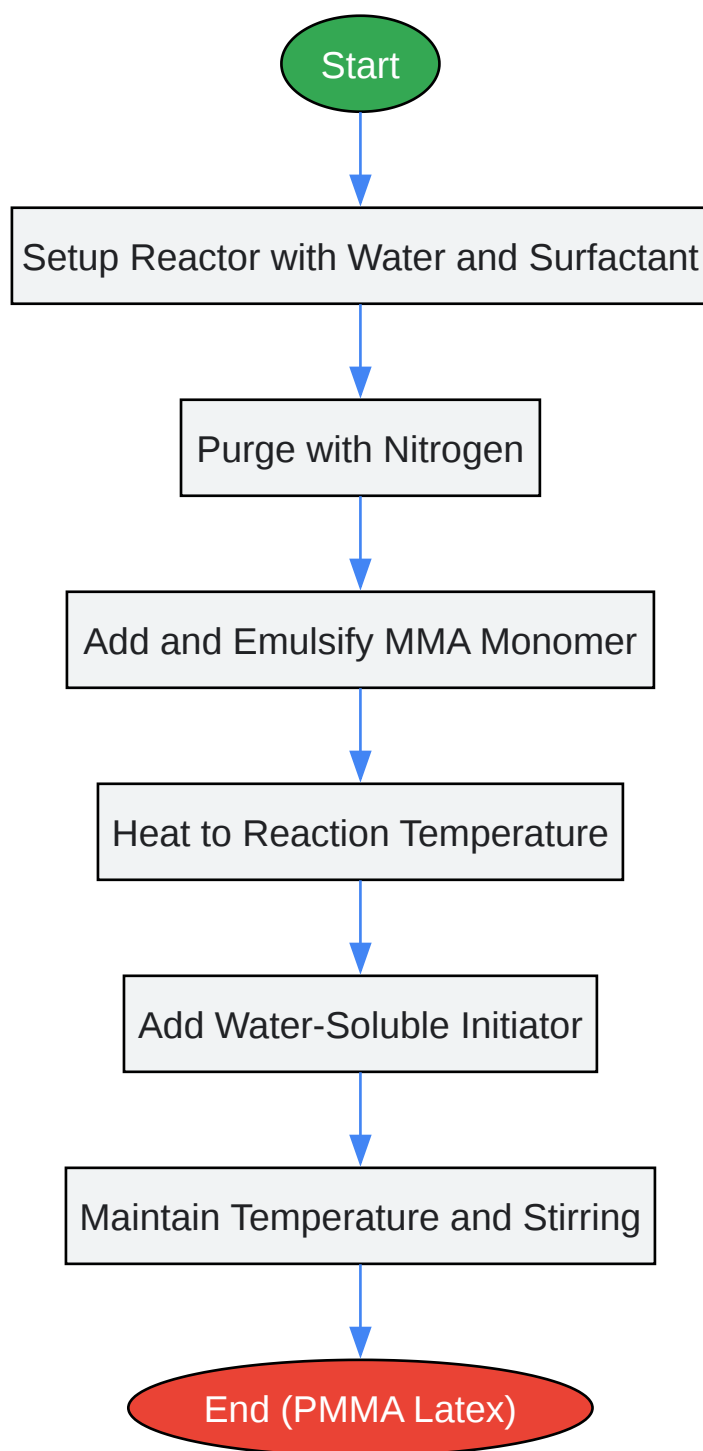 Start
Setup Reactor with Water and Surfactant
Purge with Nitrogen
Add and Emulsify MMA Monomer
Heat to Reaction Temperature
Add Water-Soluble Initiator
Maintain Temperature and Stirring
End (PMMA Latex)